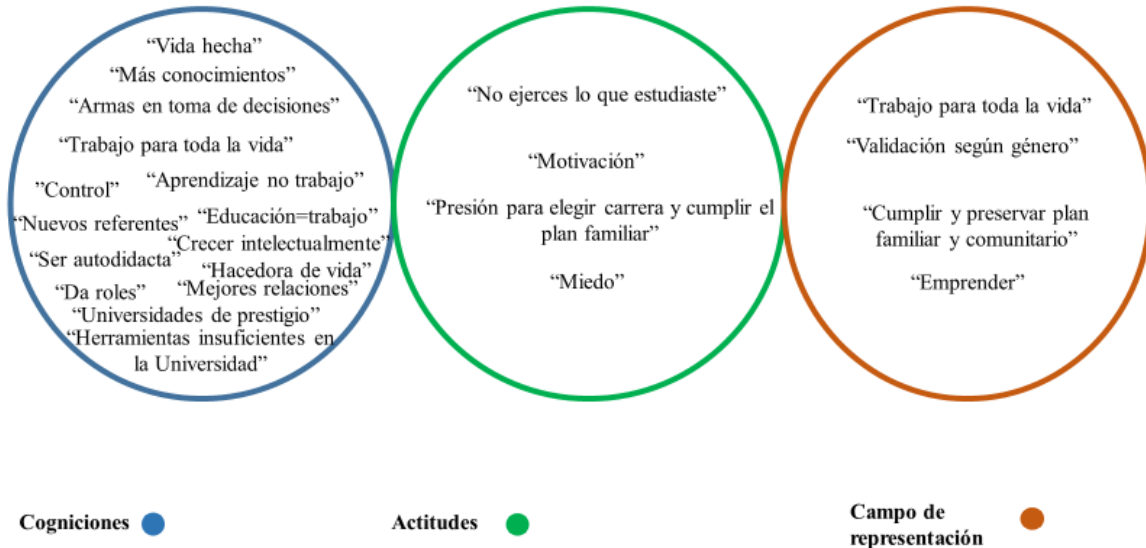 “Vida hecha”
“Más conocimientos”
“Armas en toma de decisiones”
“Trabajo para toda la vida”
”Control”
“Aprendizaje no trabajo”
“Nuevos referentes”
“Educación=trabajo”
“Crecer intelectualmente”
“Ser autodidacta”
“Hacedora de vida”
“Da roles”
“Mejores relaciones”
“Universidades de prestigio”
“Herramientas insuficientes en
la Universidad”
“No ejerces lo que estudiaste”
“Motivación”
“Presión para elegir carrera y cumplir el
plan familiar”
“Miedo”
“Trabajo para toda la vida”
“Validación según género”
“Cumplir y preservar plan
familiar y comunitario”
“Emprender”
Cogniciones
Actitudes
Campo de
representación